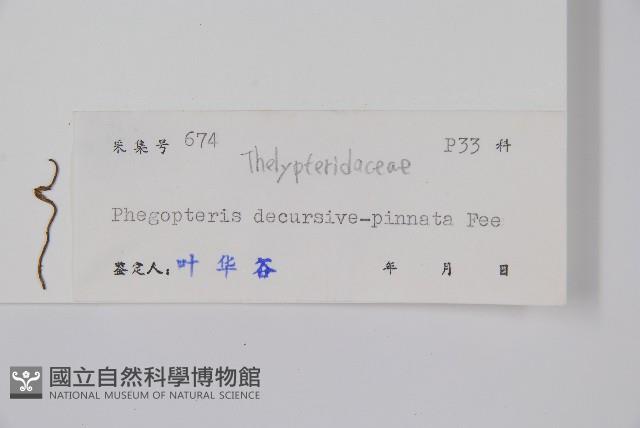 采集号 674 P33 科
Thelypteridaceae
Phegopteris decursive-pinnata Fee
鉴定人: 叶华谷 年 月 日
國立自然科學博物館
NATIONAL MUSEUM OF NATURAL SCIENCE